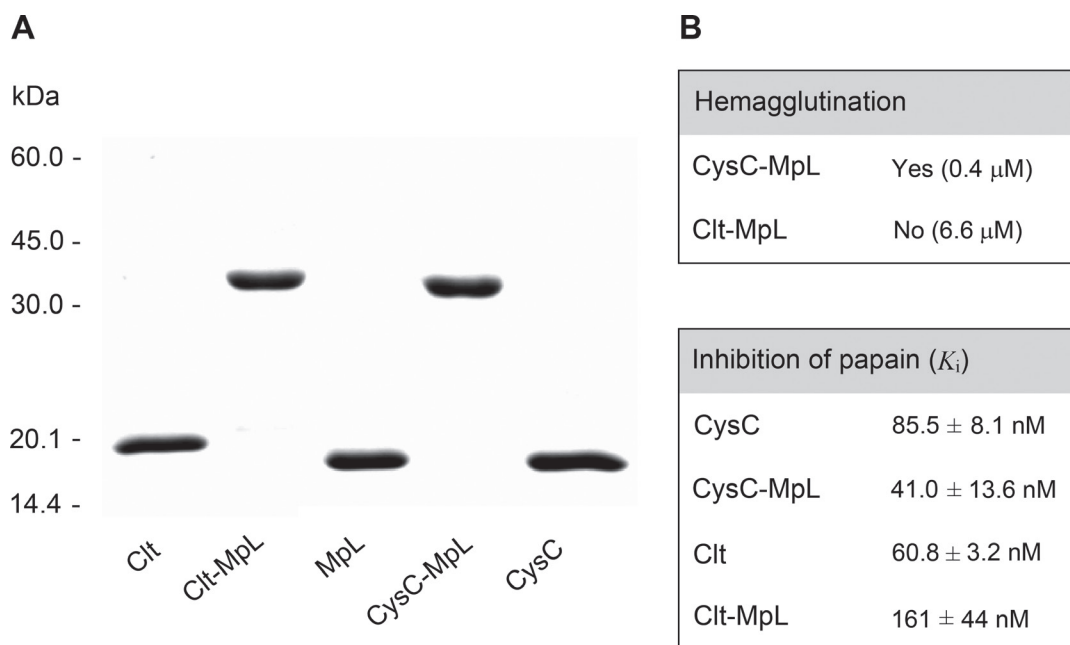 A
kDa
60.0 -
45.0 -
30.0 -
20.1 -
14.4 -
Clt
Clt-MpL
MpL
CysC-MpL
CysC
B
Hemagglutination
CysC-MpL Yes (0.4 μM)
Clt-MpL No (6.6 μM)
Inhibition of papain (Ki)
CysC 85.5 ± 8.1 nM
CysC-MpL 41.0 ± 13.6 nM
Clt 60.8 ± 3.2 nM
Clt-MpL 161 ± 44 nM